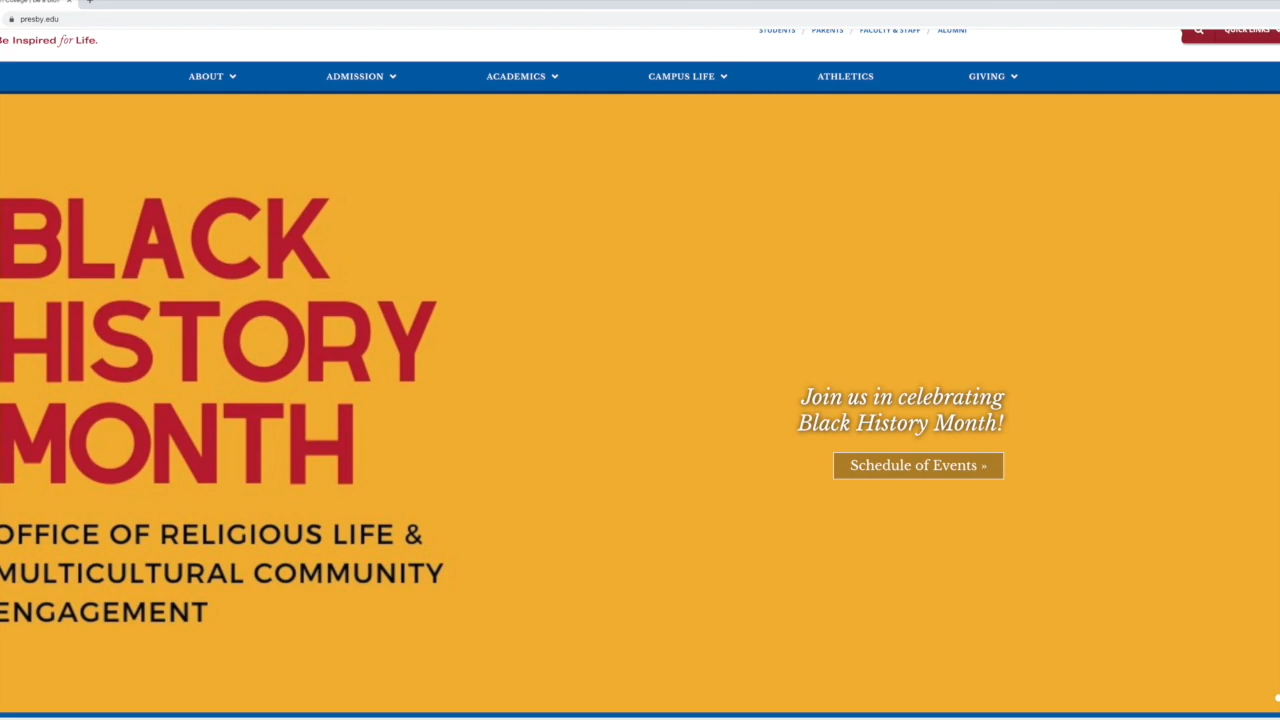 presby.edu
Be Inspired for Life.
STUDENTS / PARENTS / FACULTY & STAFF / ALUMNI
QUICK LINKS
ABOUT ADMISSION ACADEMICS CAMPUS LIFE ATHLETICS GIVING
BLACK
HISTORY
MONTH
OFFICE OF RELIGIOUS LIFE &
MULTICULTURAL COMMUNITY
ENGAGEMENT
Join us in celebrating
Black History Month!
Schedule of Events »